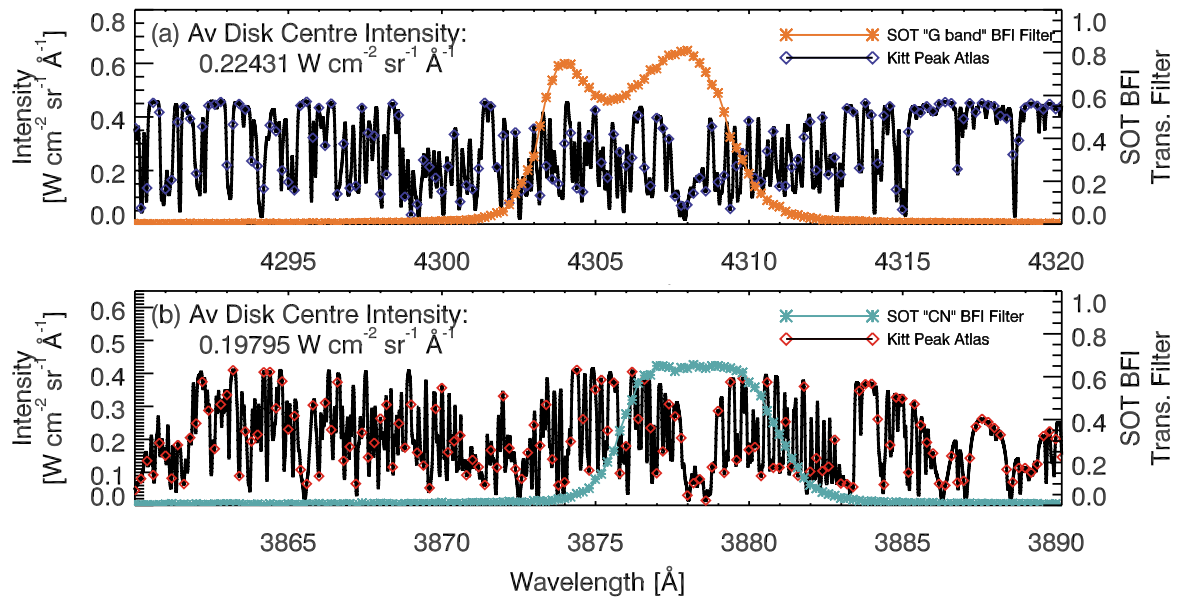 (a) Av Disk Centre Intensity:
0.22431 W cm-2 sr-1 Å-1
SOT "G band" BFI Filter
Kitt Peak Atlas
Intensity
[W cm-2 sr-1 Å-1]
0.8
0.6
0.4
0.2
0.0
1.0
0.8
0.6
0.4
0.2
0.0
SOT BFI
Trans. Filter
4295 4300 4305 4310 4315 4320
(b) Av Disk Centre Intensity:
0.19795 W cm-2 sr-1 Å-1
SOT "CN" BFI Filter
Kitt Peak Atlas
Intensity
[W cm-2 sr-1 Å-1]
0.6
0.5
0.4
0.3
0.2
0.1
0.0
1.0
0.8
0.6
0.4
0.2
0.0
SOT BFI
Trans. Filter
3865 3870 3875 3880 3885 3890
Wavelength [Å]